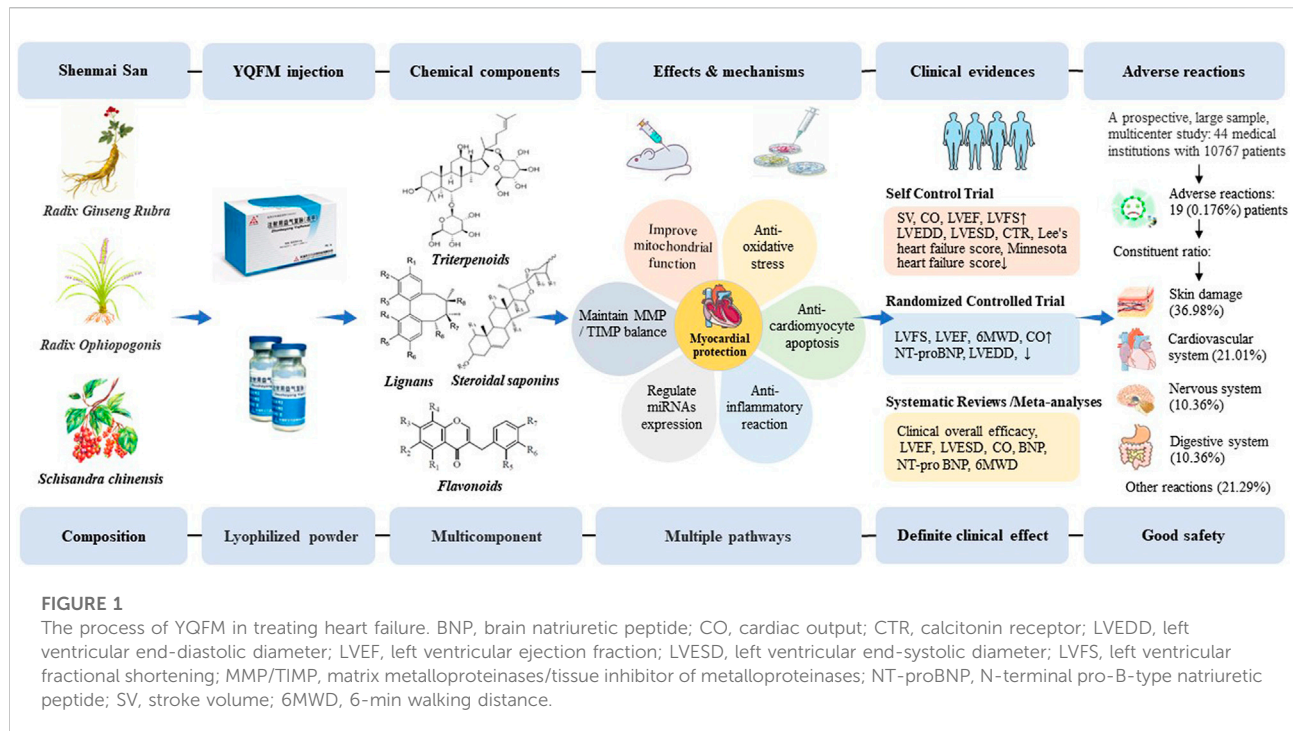 Shenmai San
YQFM injection
Chemical components
Effects & mechanisms
Clinical evidences
Adverse reactions
Radix Ginseng Rubra
Radix Ophiopogonis
Schisandra chinensis
Triterpenoids
Lignans
Steroidal saponins
Flavonoids
Improve
mitochondrial
function
Anti-
oxidative
stress
Maintain MMP
/ TIMP balance
Myocardial
protection
Anti-
cardiomyocyte
apoptosis
Regulate
miRNAs
expression
Anti-
inflammatory
reaction
Self Control Trial
SV, CO, LVEF, LVFS↑
LVEDD, LVESD, CTR, Lee's
heart failure score, Minnesota
heart failure score↓
Randomized Controlled Trial
LVFS, LVEF, 6MWD, CO↑
NT-proBNP, LVEDD, ↓
Systematic Reviews /Meta-analyses
Clinical overall efficacy,
LVEF, LVESD, CO, BNP,
NT-pro BNP, 6MWD
A prospective, large sample,
multicenter study: 44 medical
institutions with 10767 patients
Adverse reactions:
19 (0.176%) patients
Constituent ratio:
Skin damage
(36.98%)
Cardiovascular
system (21.01%)
Nervous system
(10.36%)
Digestive system
(10.36%)
Other reactions (21.29%)
Composition
Lyophilized powder
Multicomponent
Multiple pathways
Definite clinical effect
Good safety
FIGURE 1
The process of YQFM in treating heart failure. BNP, brain natriuretic peptide; CO, cardiac output; CTR, calcitonin receptor; LVEDD, left
ventricular end-diastolic diameter; LVEF, left ventricular ejection fraction; LVESD, left ventricular end-systolic diameter; LVFS, left ventricular
fractional shortening; MMP/TIMP, matrix metalloproteinases/tissue inhibitor of metalloproteinases; NT-proBNP, N-terminal pro-B-type natriuretic
peptide; SV, stroke volume; 6MWD, 6-min walking distance.